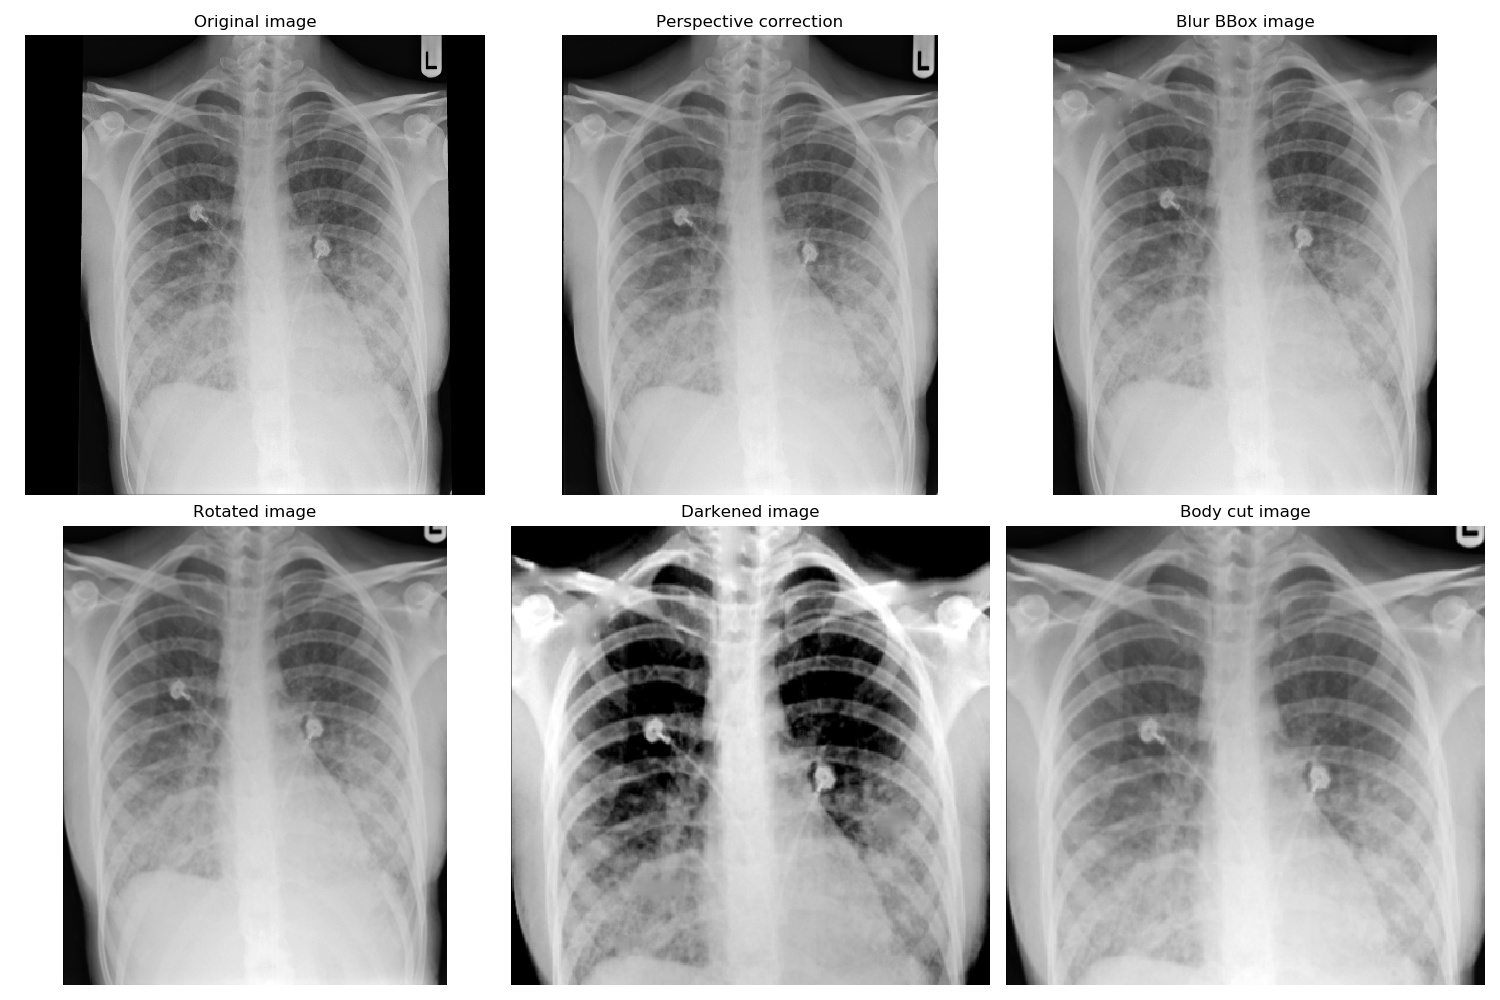 Original image
Perspective correction
Blur BBox image
L
L
Rotated image
Darkened image
Body cut image